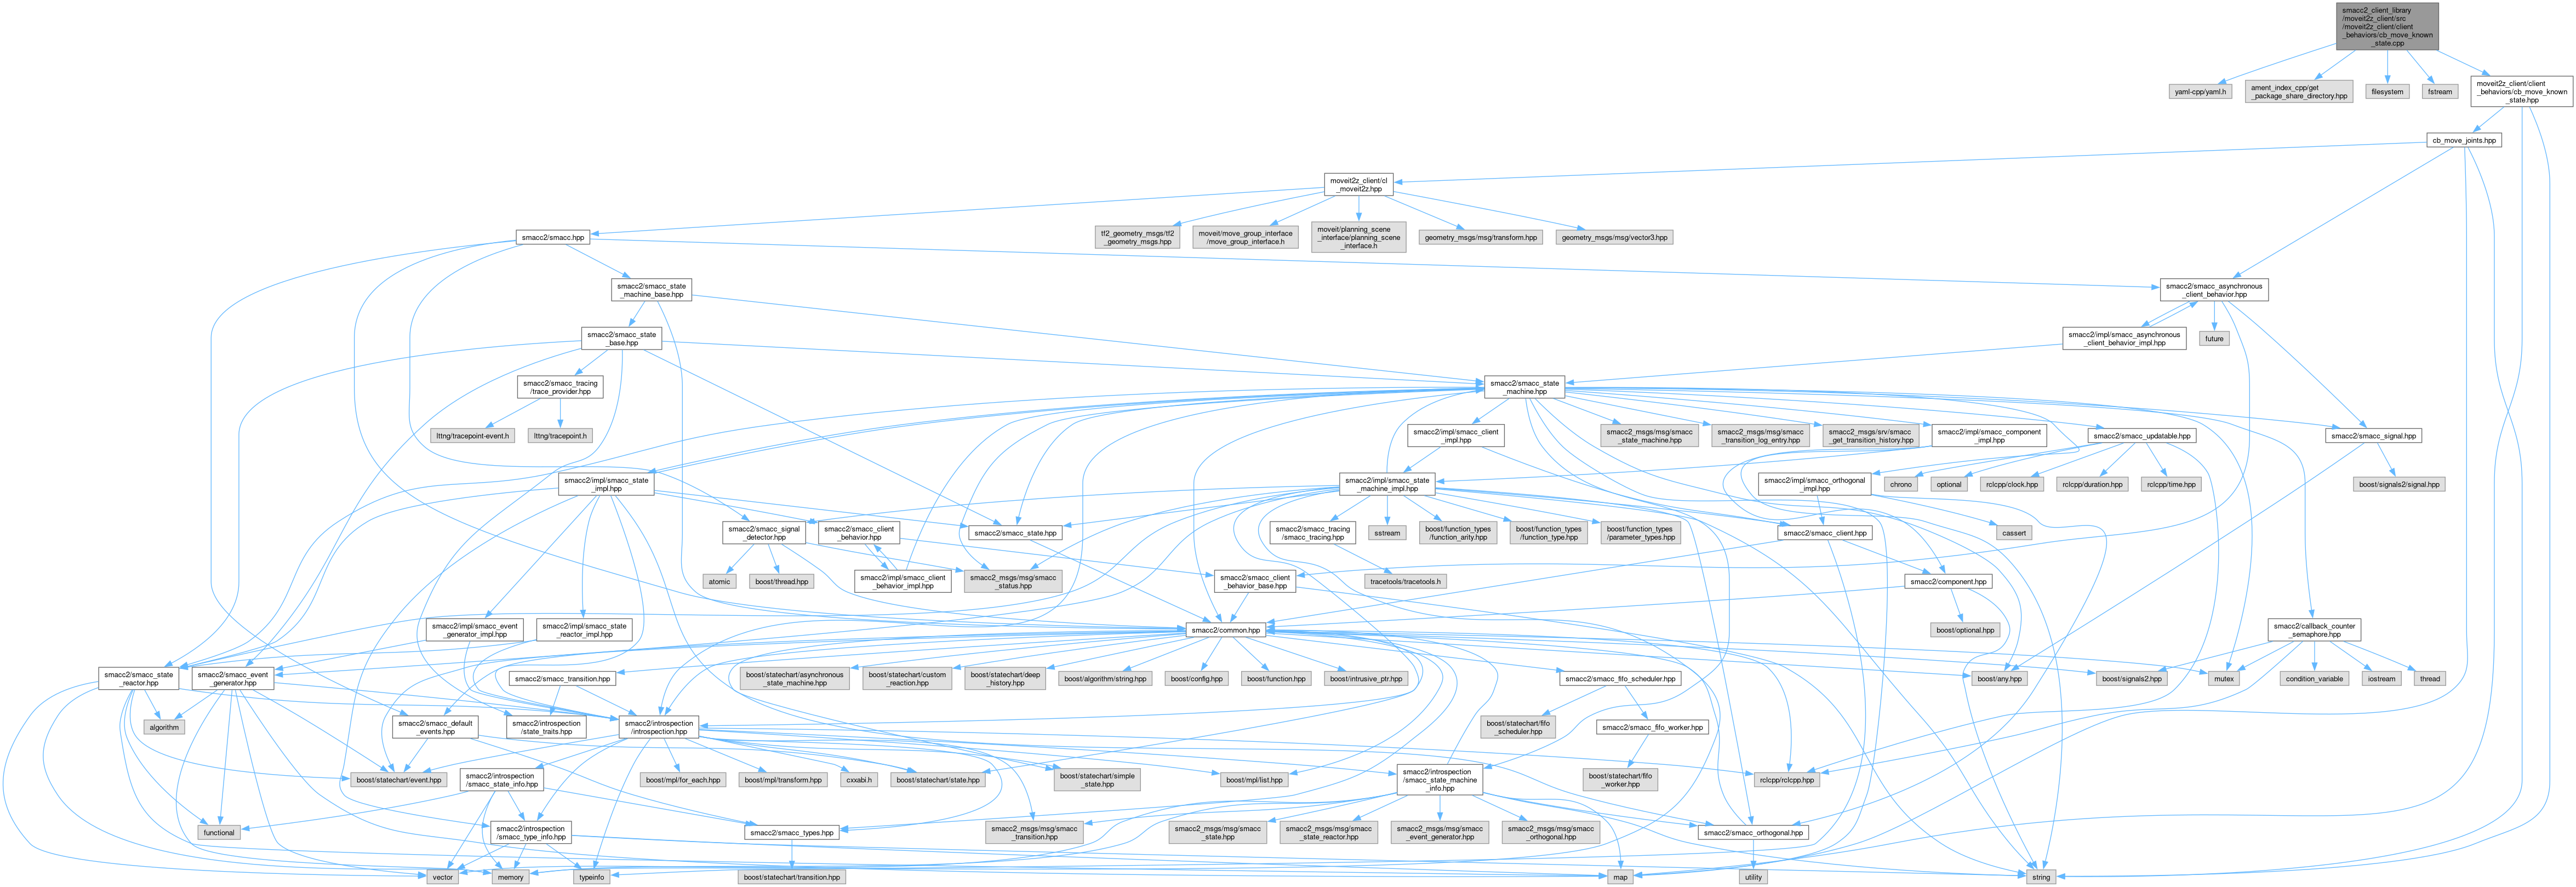 smacc2_client_library
/moveit2z_client/src
/moveit2z_client/client
_behaviors/cb_move_known
_state.cpp
yaml-cpp/yaml.h
ament_index_cpp/get
_package_share_directory.hpp
filesystem
fstream
moveit2z_client/client
_behaviors/cb_move_known
_state.hpp
cb_move_joints.hpp
moveit2z_client/cl
_moveit2z.hpp
smacc2/smacc.hpp
tf2_geometry_msgs/tf2
_geometry_msgs.hpp
moveit/move_group_interface
/move_group_interface.h
moveit/planning_scene
_interface/planning_scene
_interface.h
geometry_msgs/msg/transform.hpp
geometry_msgs/msg/vector3.hpp
smacc2/smacc_state
_machine_base.hpp
smacc2/smacc_asynchronous
_client_behavior.hpp
smacc2/smacc_state
_base.hpp
smacc2/impl/smacc_asynchronous
_client_behavior_impl.hpp
future
smacc2/smacc_tracing
/trace_provider.hpp
smacc2/smacc_state
_machine.hpp
lttng/tracepoint-event.h
lttng/tracepoint.h
smacc2/impl/smacc_client
_impl.hpp
smacc2_msgs/msg/smacc
_state_machine.hpp
smacc2_msgs/msg/smacc
_transition_log_entry.hpp
smacc2_msgs/srv/smacc
_get_transition_history.hpp
smacc2/impl/smacc_component
_impl.hpp
smacc2/smacc_updatable.hpp
smacc2/smacc_signal.hpp
smacc2/impl/smacc_state
_impl.hpp
smacc2/impl/smacc_state
_machine_impl.hpp
smacc2/impl/smacc_orthogonal
_impl.hpp
chrono
optional
rclcpp/clock.hpp
rclcpp/duration.hpp
rclcpp/time.hpp
boost/signals2/signal.hpp
smacc2/smacc_signal
_detector.hpp
smacc2/smacc_client
_behavior.hpp
smacc2/smacc_state.hpp
smacc2/smacc_tracing
/smacc_tracing.hpp
sstream
boost/function_types
/function_arity.hpp
boost/function_types
/function_type.hpp
boost/function_types
/parameter_types.hpp
smacc2/smacc_client.hpp
cassert
atomic
boost/thread.hpp
smacc2/impl/smacc_client
_behavior_impl.hpp
smacc2_msgs/msg/smacc
_status.hpp
smacc2/smacc_client
_behavior_base.hpp
tracetools/tracetools.h
smacc2/component.hpp
smacc2/impl/smacc_event
_generator_impl.hpp
smacc2/impl/smacc_state
_reactor_impl.hpp
smacc2/common.hpp
boost/optional.hpp
smacc2/callback_counter
_semaphore.hpp
smacc2/smacc_state
_reactor.hpp
smacc2/smacc_event
_generator.hpp
smacc2/smacc_transition.hpp
boost/statechart/asynchronous
_state_machine.hpp
boost/statechart/custom
_reaction.hpp
boost/statechart/deep
_history.hpp
boost/algorithm/string.hpp
boost/config.hpp
boost/function.hpp
boost/intrusive_ptr.hpp
smacc2/smacc_fifo_scheduler.hpp
boost/any.hpp
boost/signals2.hpp
mutex
condition_variable
iostream
thread
algorithm
smacc2/smacc_default
_events.hpp
smacc2/introspection
/state_traits.hpp
smacc2/introspection
/introspection.hpp
boost/statechart/fifo
_scheduler.hpp
smacc2/smacc_fifo_worker.hpp
boost/statechart/event.hpp
smacc2/introspection
/smacc_state_info.hpp
boost/mpl/for_each.hpp
boost/mpl/transform.hpp
cxxabi.h
boost/statechart/state.hpp
boost/statechart/simple
_state.hpp
boost/mpl/list.hpp
smacc2/introspection
/smacc_state_machine
_info.hpp
boost/statechart/fifo
_worker.hpp
rclcpp/rclcpp.hpp
functional
smacc2/introspection
/smacc_type_info.hpp
smacc2/smacc_types.hpp
smacc2_msgs/msg/smacc
_transition.hpp
smacc2_msgs/msg/smacc
_state.hpp
smacc2_msgs/msg/smacc
_state_reactor.hpp
smacc2_msgs/msg/smacc
_event_generator.hpp
smacc2_msgs/msg/smacc
_orthogonal.hpp
smacc2/smacc_orthogonal.hpp
vector
memory
typeinfo
boost/statechart/transition.hpp
map
utility
string